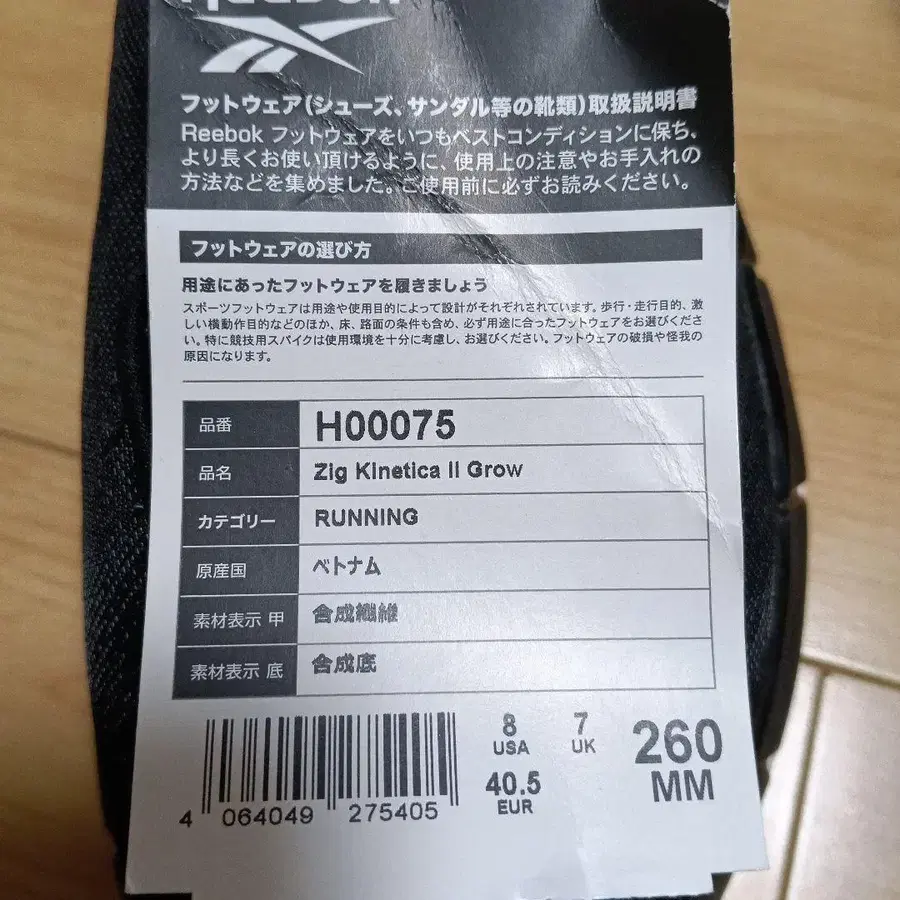 フットウェア(シューズ、サンダル等の靴類)取扱説明書
Reebok フットウェアをいつもベストコンディションに保ち、
より長くお使い頂けるように、使用上の注意やお手入れの
方法などを集めました。ご使用前に必ずお読みください。
フットウェアの選び方
用途にあったフットウェアを履きましょう
スポーツフットウェアは用途や使用目的によって設計がそれぞれされています。歩行・走行目的、激
しい横動作目的などのほか、床、路面の条件も含め、必ず用途に合ったフットウェアをお選びくださ
い。特に競技用スパイクは使用環境を十分に考慮し、お選びください。フットウェアの破損や怪我の
原因になります。
品番 H00075
品名 Zig Kinetica II Grow
カテゴリー RUNNING
原産国 ベトナム
素材表示 甲 合成繊維
素材表示 底 合成底
8 USA 7 UK 260 MM
40.5 EUR
4 064049 275405